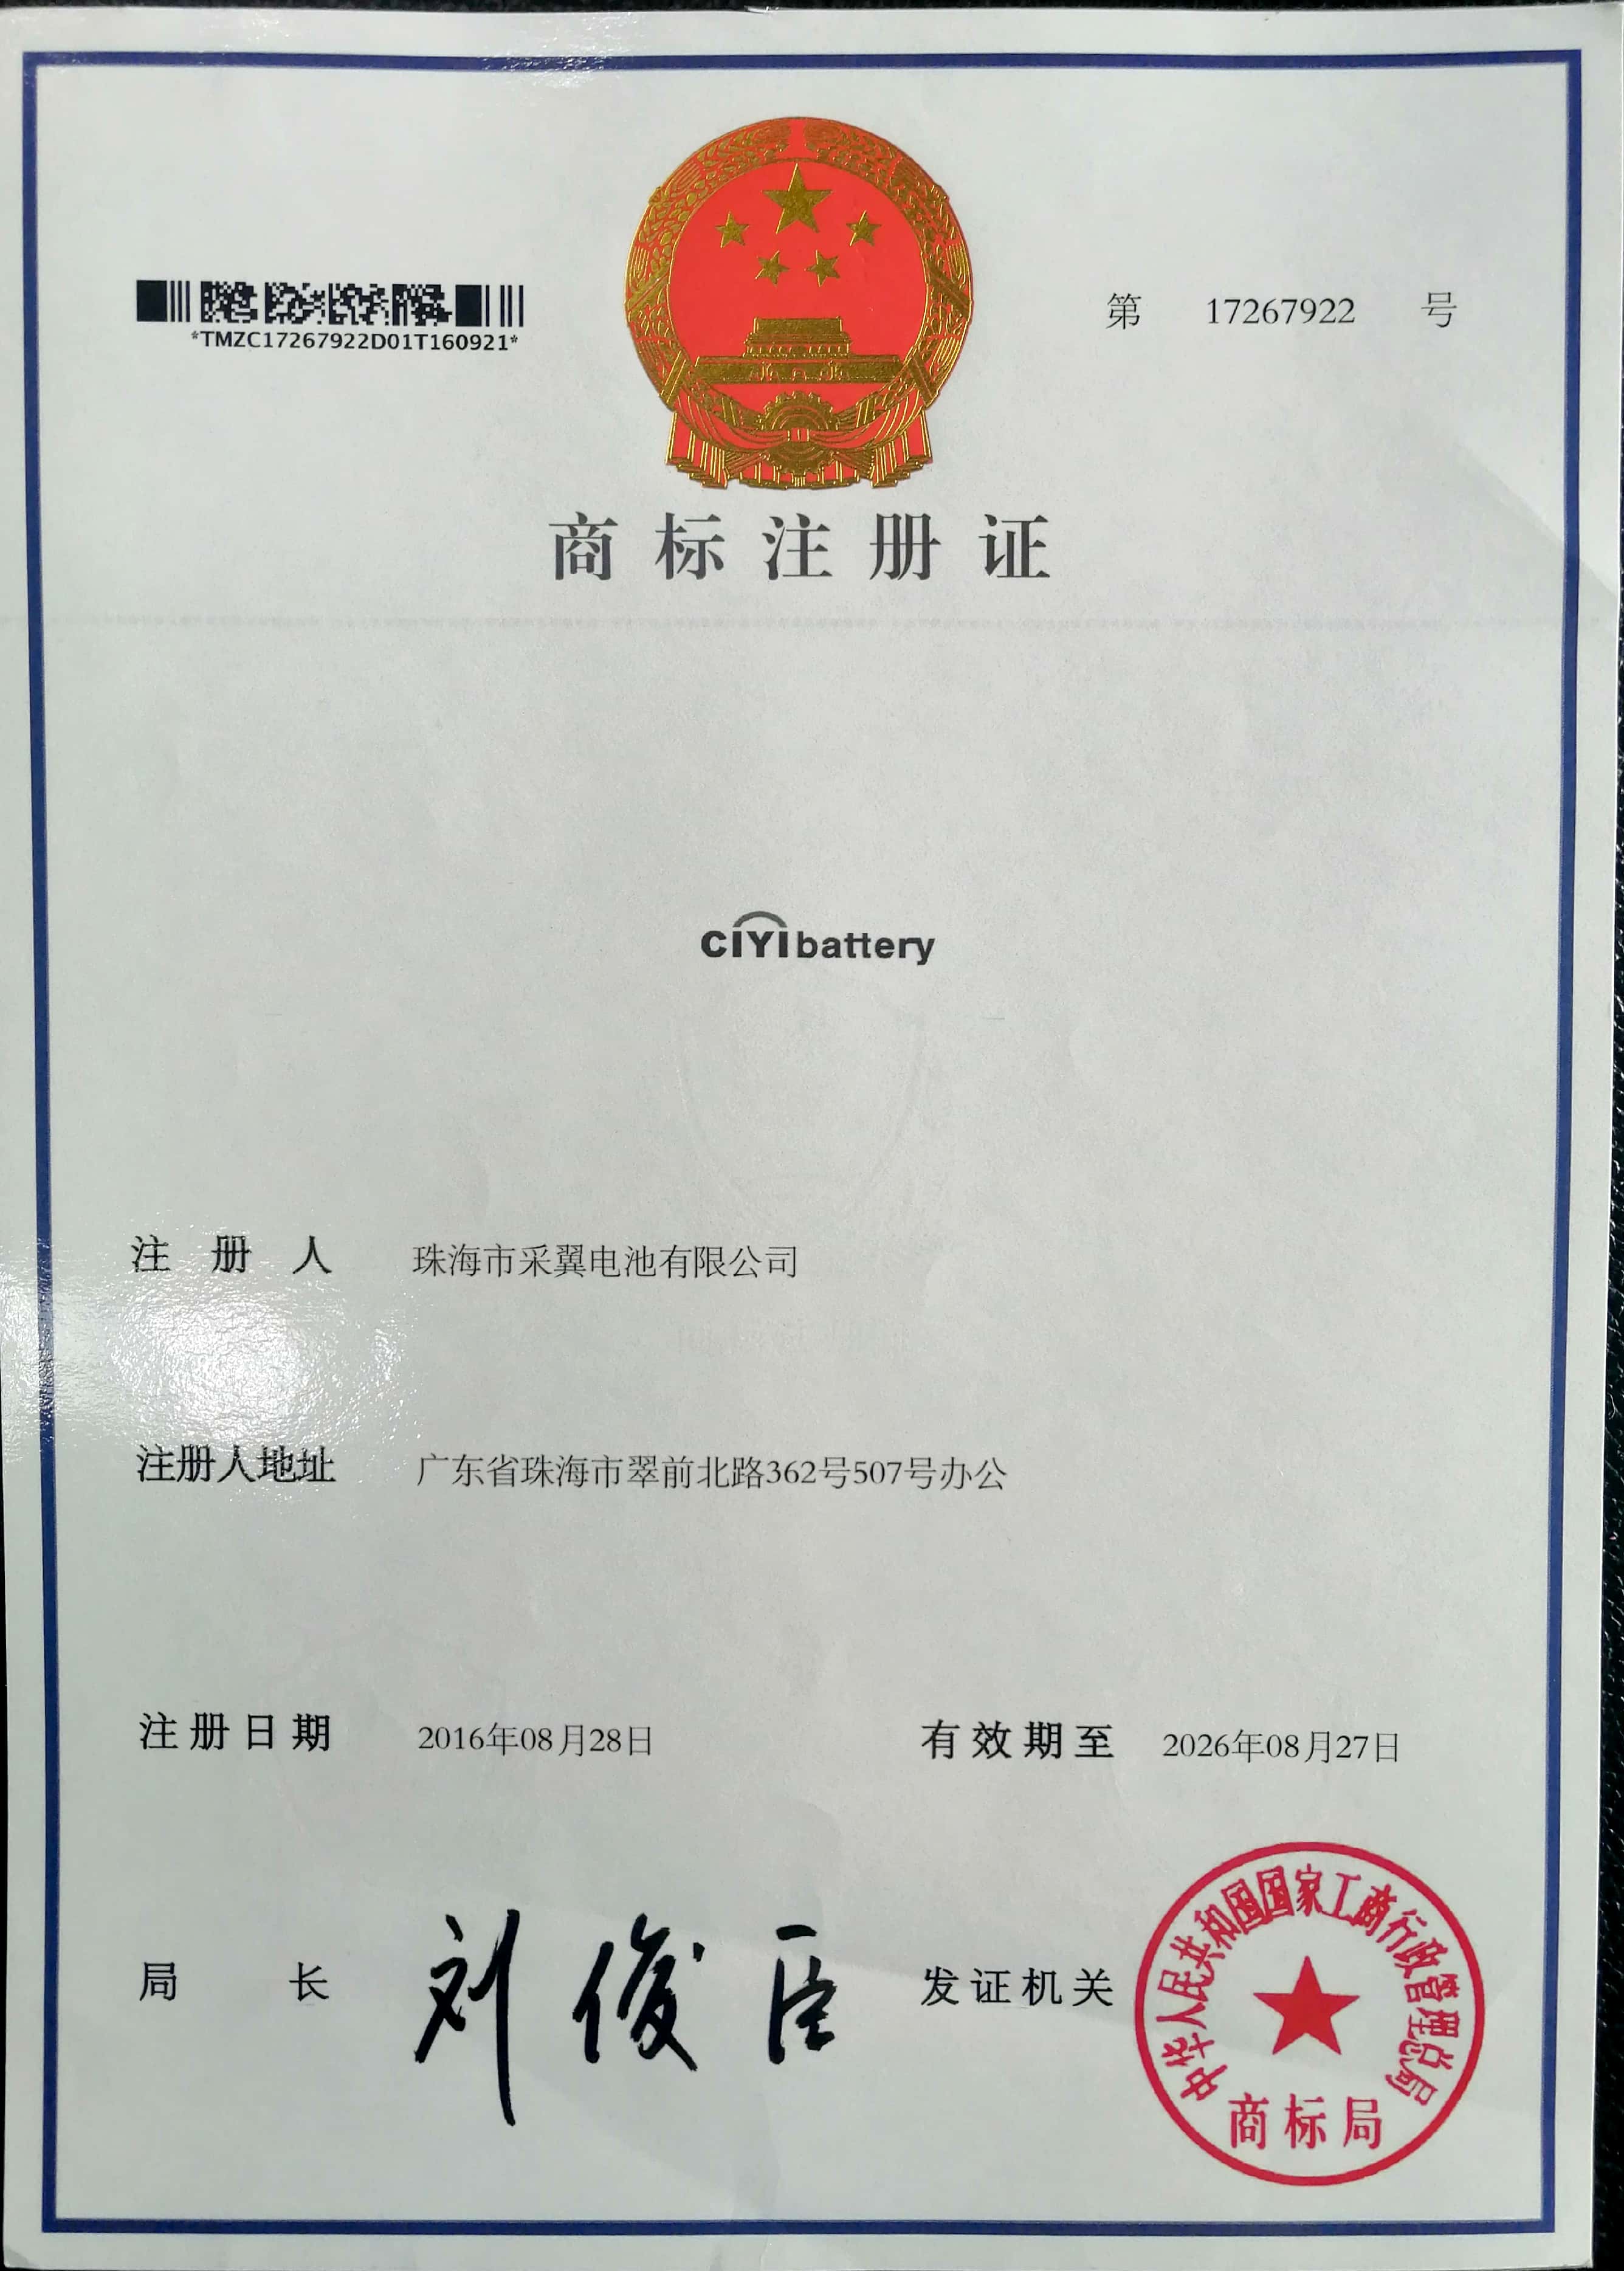 *TMZC17267922D01T160921*
第 17267922 号
商标注册证
CIYIbattery
注册人 珠海市采翼电池有限公司
注册人地址 广东省珠海市翠前北路362号507号办公
注册日期 2016年08月28日 有效期至 2026年08月27日
局长 刘俊臣 发证机关
中华人民共和国国家工商行政管理总局
商标局